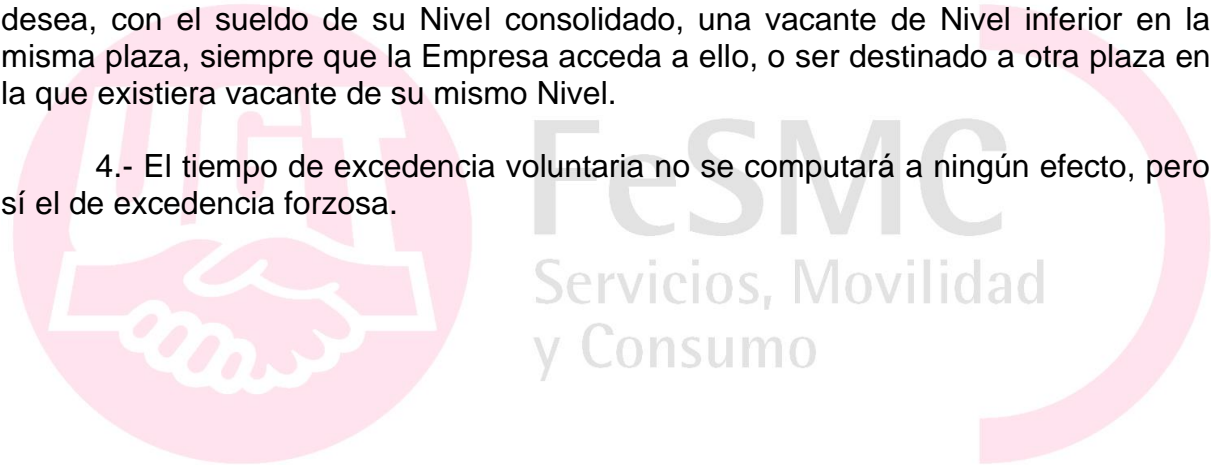 desea, con el sueldo de su Nivel consolidado, una vacante de Nivel inferior en la
misma plaza, siempre que la Empresa acceda a ello, o ser destinado a otra plaza en
la que existiera vacante de su mismo Nivel.
4.- El tiempo de excedencia voluntaria no se computará a ningún efecto, pero
sí el de excedencia forzosa.
UGT
FeSMC
Servicios, Movilidad
y Consumo